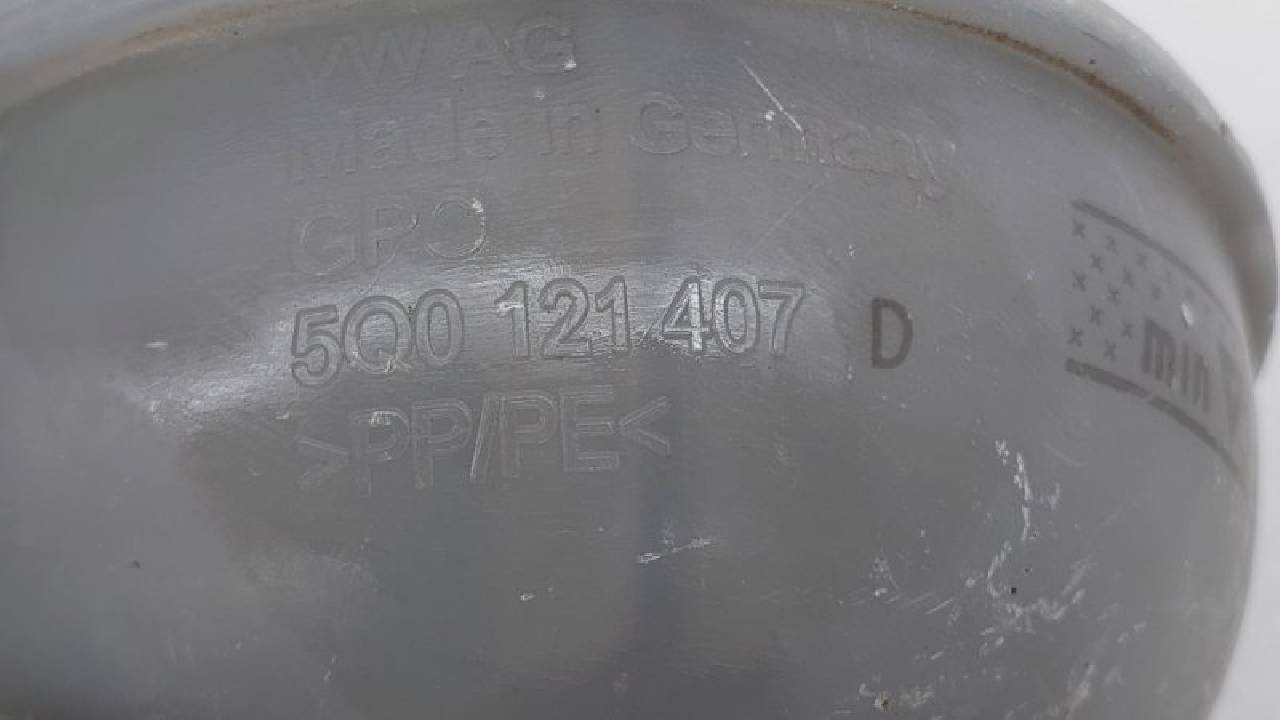 VW AG
Made in Germany
GPO
5Q0 121 407 D
>PP/PE<
min